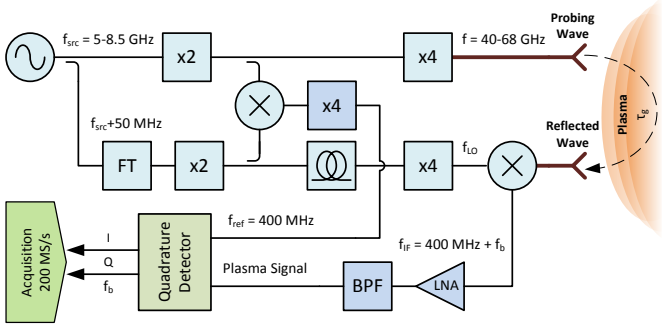 Probing
Wave
f_src = 5-8.5 GHz
x2
x4
f = 40-68 GHz
x4
Plasma
τ_g
f_src+50 MHz
FT
x2
x4
f_LO
Reflected
Wave
f_ref = 400 MHz
f_IF = 400 MHz + f_b
Acquisition
200 MS/s
I
Q
f_b
Quadrature
Detector
Plasma Signal
BPF
LNA